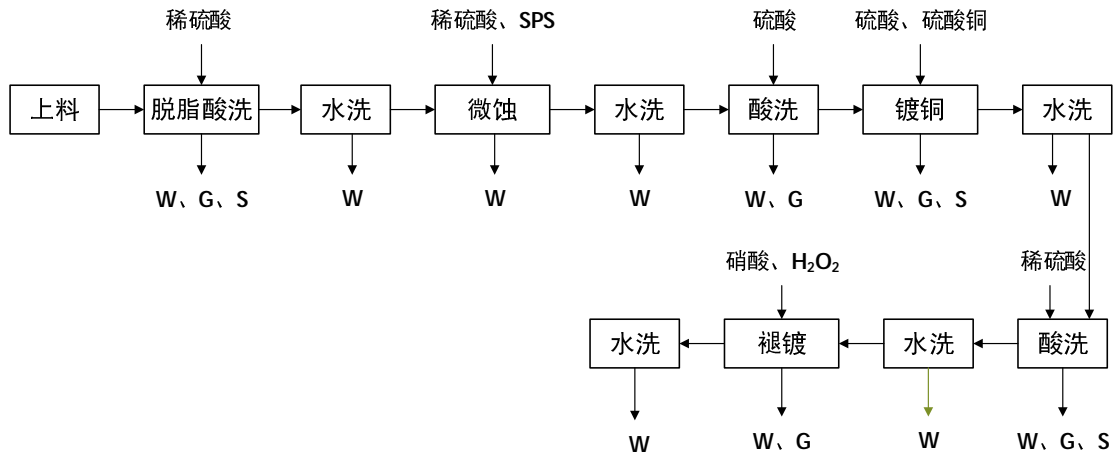 稀硫酸 稀硫酸、SPS 硫酸 硫酸、硫酸铜
上料 脱脂酸洗 水洗 微蚀 水洗 酸洗 镀铜 水洗
W、G、S W W W W、G W、G、S W
硝酸、H₂O₂ 稀硫酸
水洗 褪镀 水洗 酸洗
W W、G W W、G、S